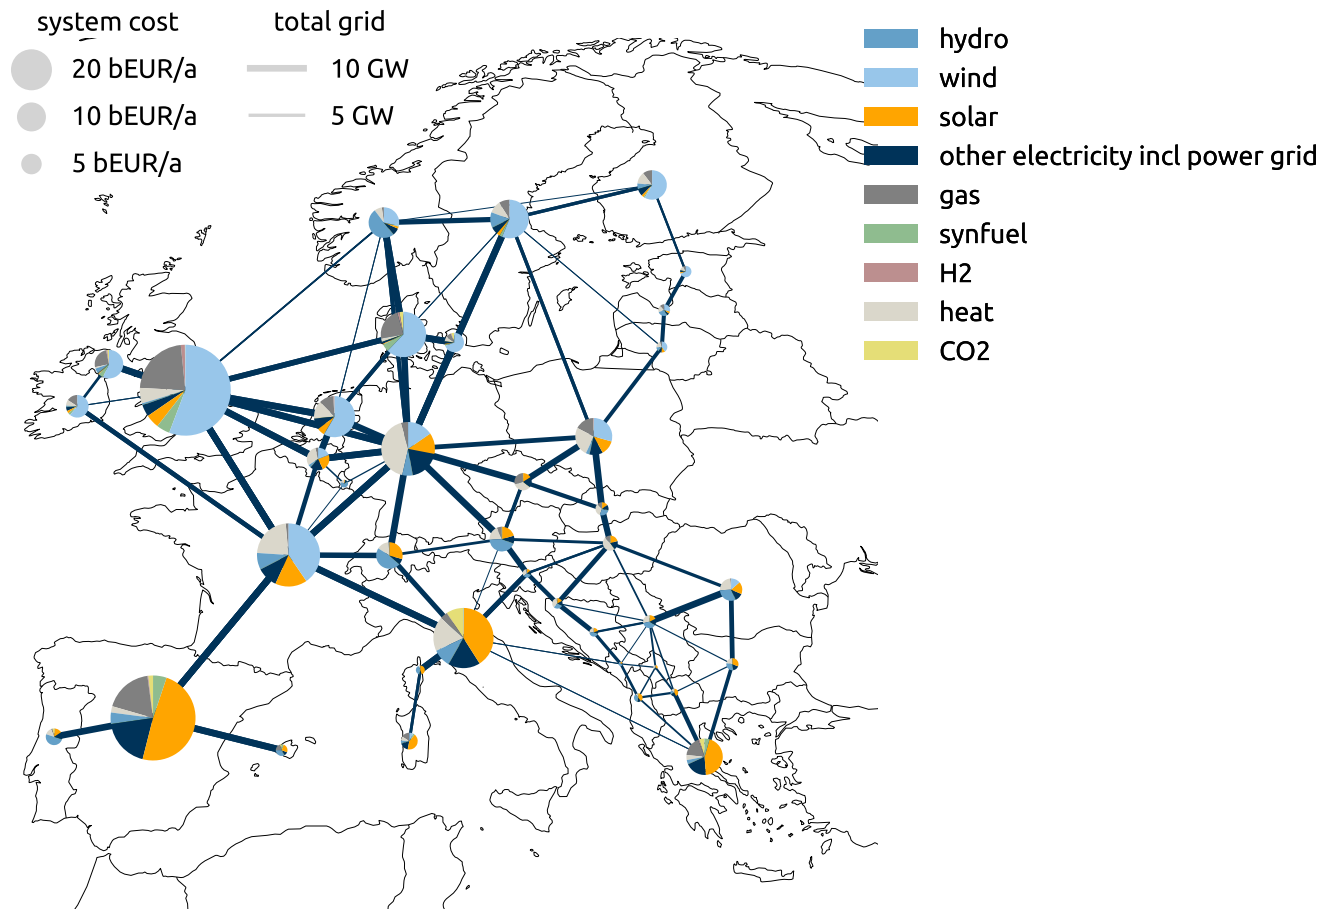 system cost
20 bEUR/a
10 bEUR/a
5 bEUR/a
total grid
10 GW
5 GW
hydro
wind
solar
other electricity incl power grid
gas
synfuel
H2
heat
CO2